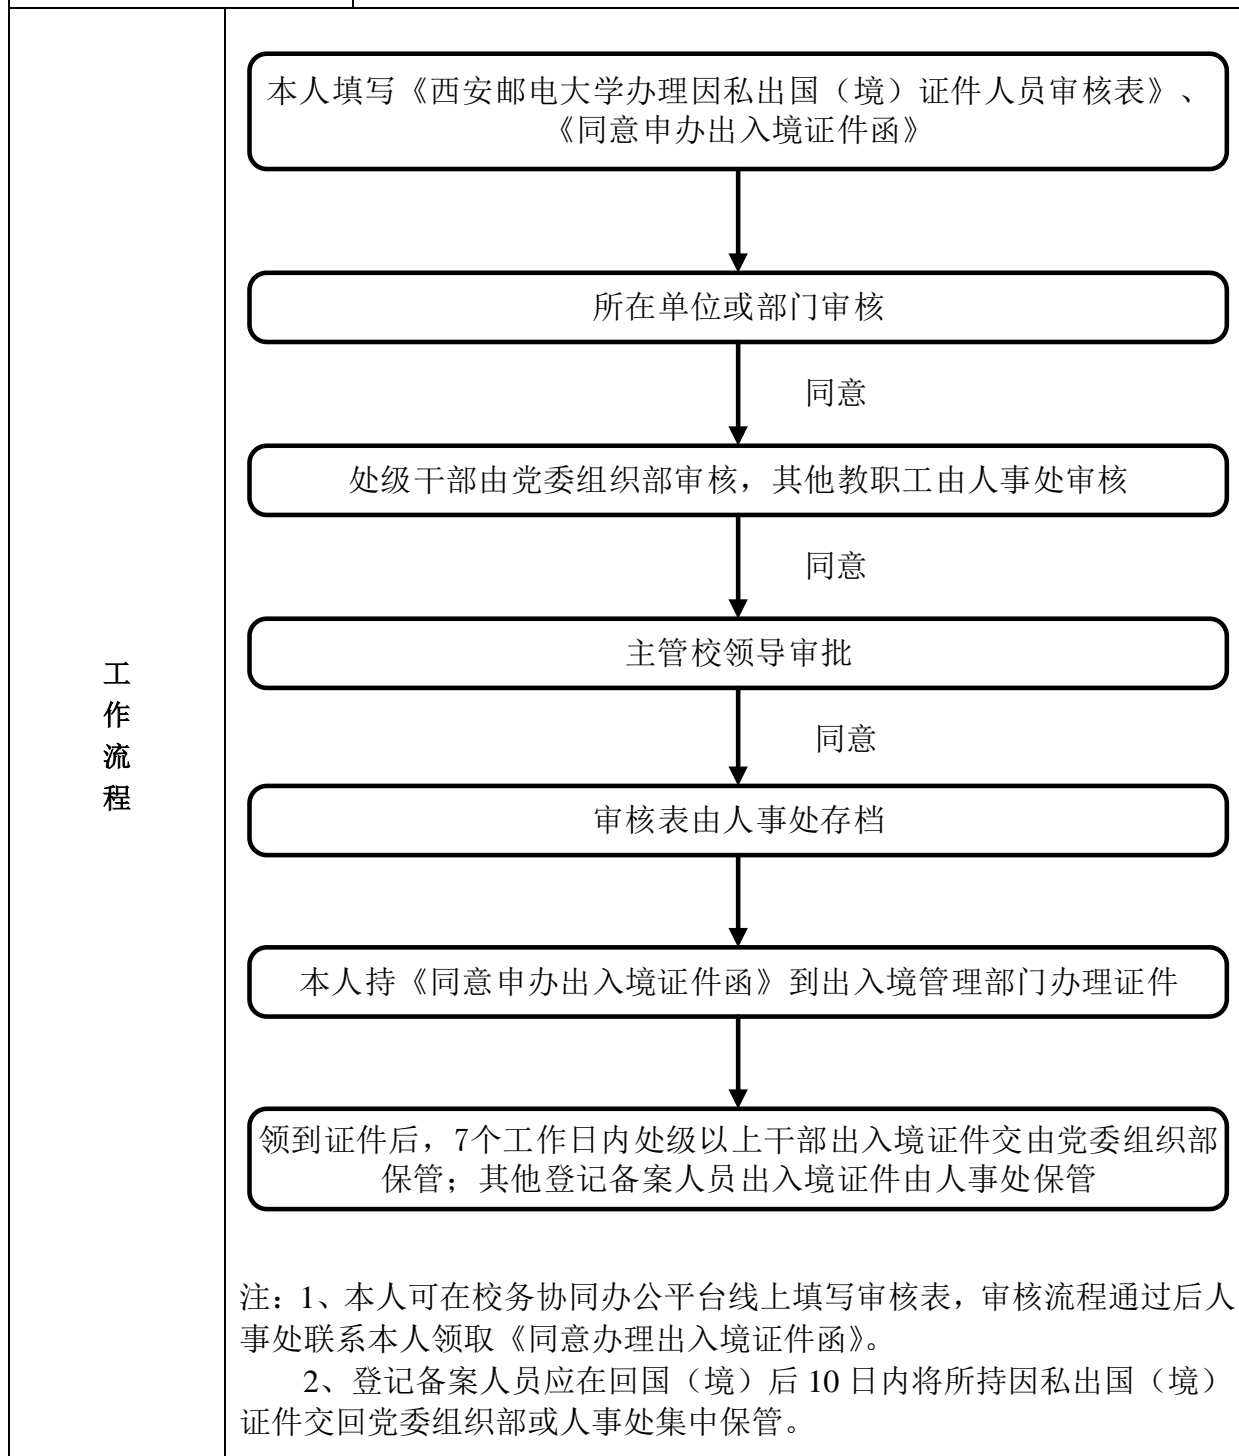 本人填写《西安邮电大学办理因私出国（境）证件人员审核表》、
《同意申办出入境证件函》
所在单位或部门审核
同意
处级干部由党委组织部审核，其他教职工由人事处审核
同意
主管校领导审批
同意
审核表由人事处存档
本人持《同意申办出入境证件函》到出入境管理部门办理证件
领到证件后，7个工作日内处级以上干部出入境证件交由党委组织部
保管；其他登记备案人员出入境证件由人事处保管
工
作
流
程
注：1、本人可在校务协同办公平台线上填写审核表，审核流程通过后人
事处联系本人领取《同意办理出入境证件函》。
2、登记备案人员应在回国（境）后 10 日内将所持因私出国（境）
证件交回党委组织部或人事处集中保管。